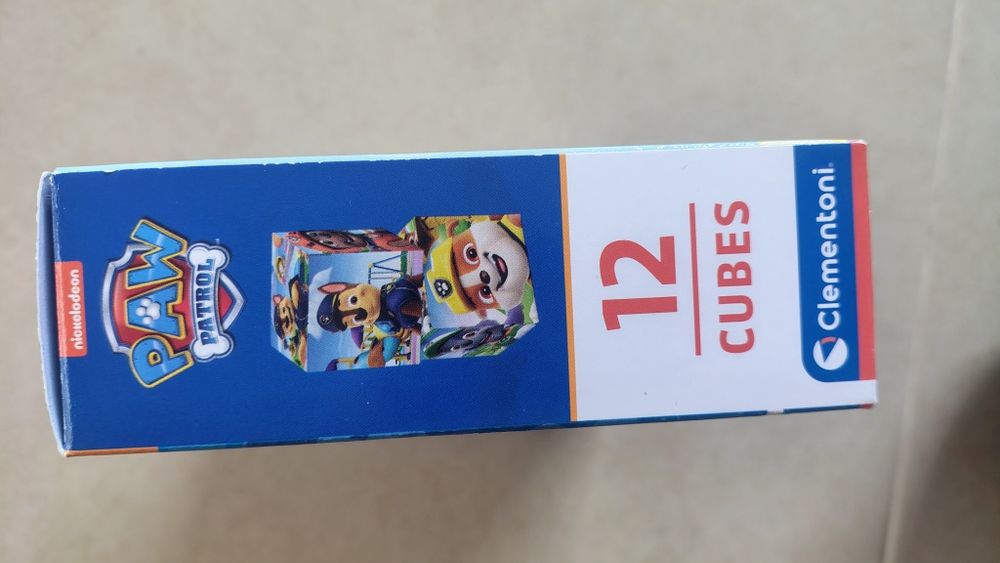 nickelodeon
PAW
PATROL
12
CUBES
Clementoni®